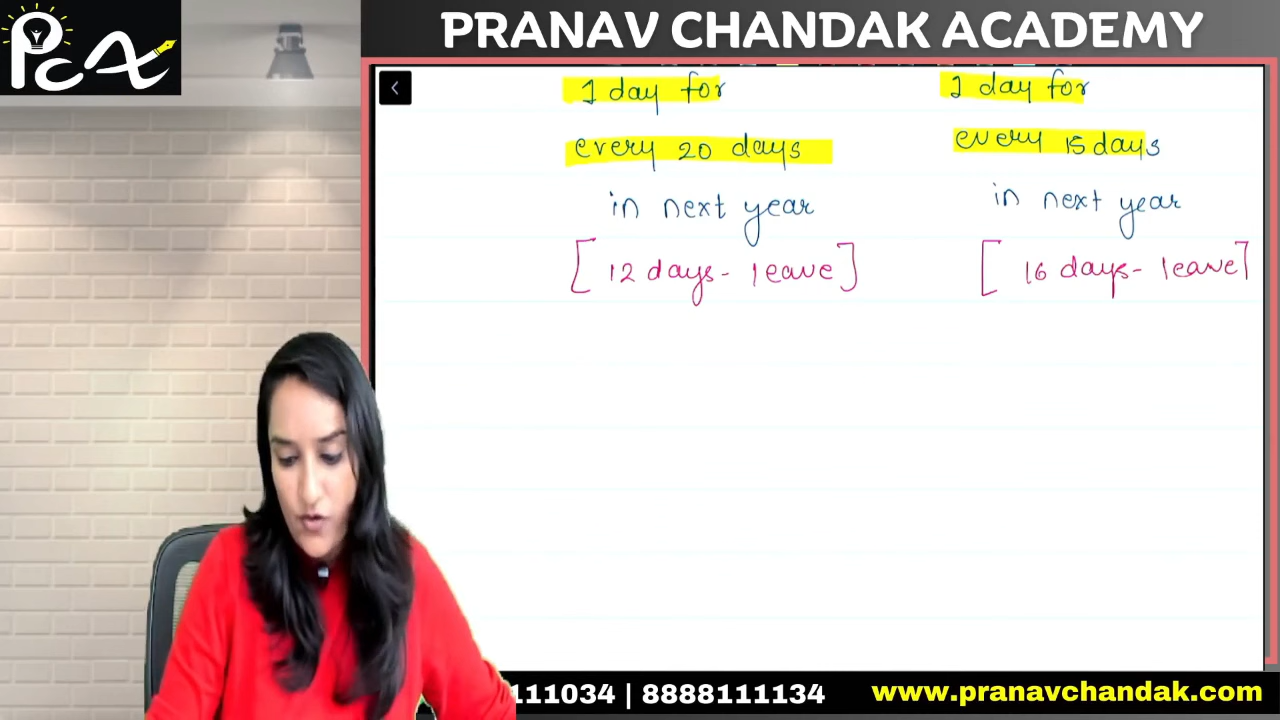 PCA
PRANAV CHANDAK ACADEMY
1 day for
every 20 days
in next year
[12 days - leave]
1 day for
every 15 days
in next year
[16 days - leave]
111034 | 8888111134
www.pranavchandak.com